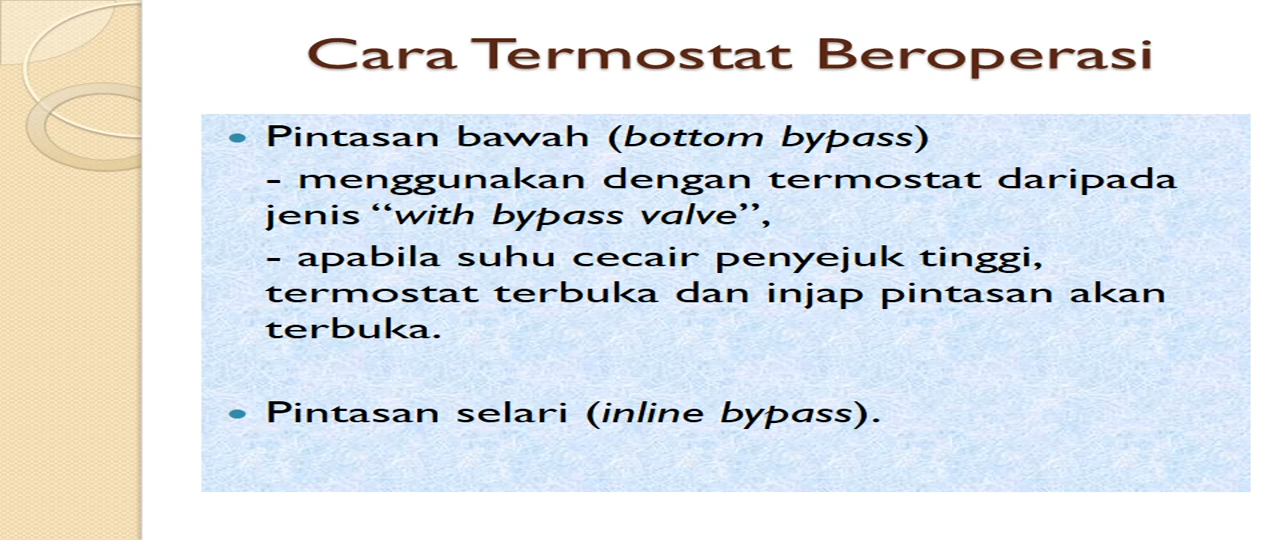 Cara Termostat Beroperasi
• Pintasan bawah (bottom bypass)
- menggunakan dengan termostat daripada
jenis “with bypass valve”,
- apabila suhu cecair penyejuk tinggi,
termostat terbuka dan injap pintasan akan
terbuka.
• Pintasan selari (inline bypass).